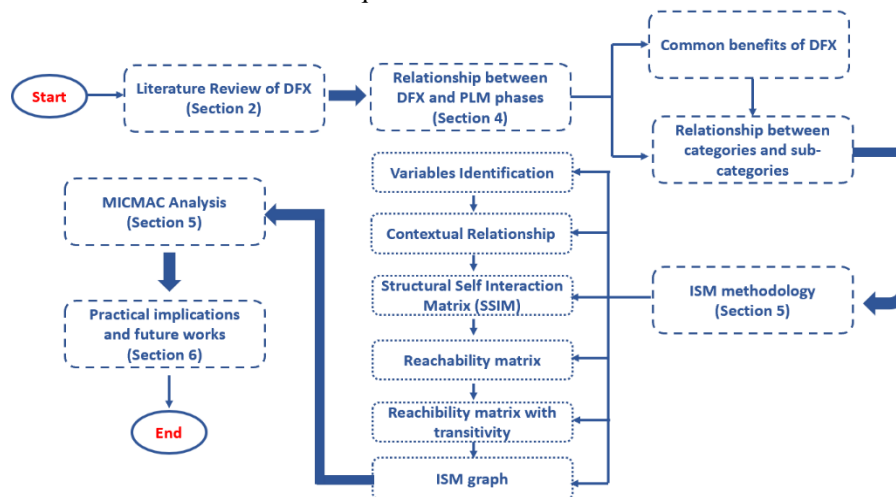 Start
Literature Review of DFX
(Section 2)
Relationship between
DFX and PLM phases
(Section 4)
Common benefits of DFX
Relationship between
categories and sub-
categories
ISM methodology
(Section 5)
Variables Identification
Contextual Relationship
Structural Self Interaction
Matrix (SSIM)
Reachability matrix
Reachibility matrix with
transitivity
ISM graph
MICMAC Analysis
(Section 5)
Practical implications
and future works
(Section 6)
End